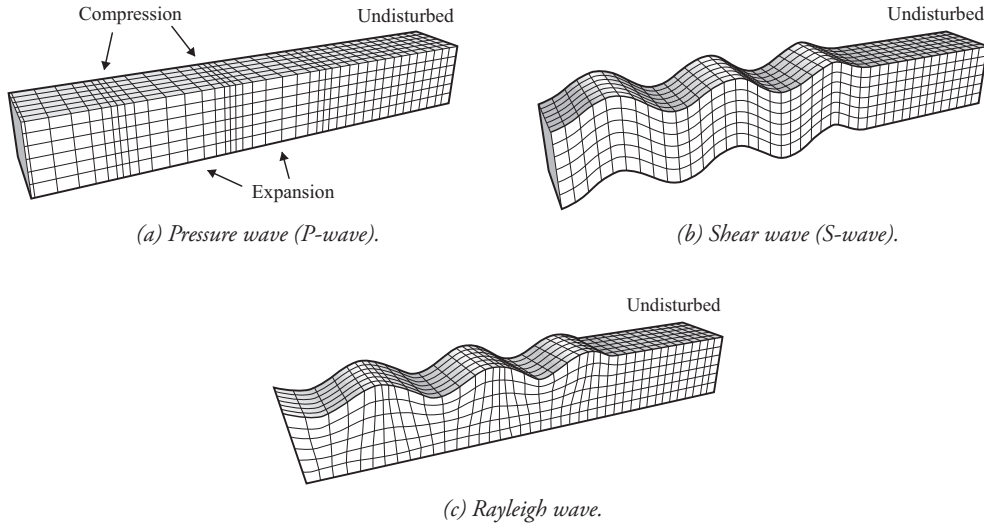 Compression
Undisturbed
Expansion
(a) Pressure wave (P-wave).
Undisturbed
(b) Shear wave (S-wave).
Undisturbed
(c) Rayleigh wave.